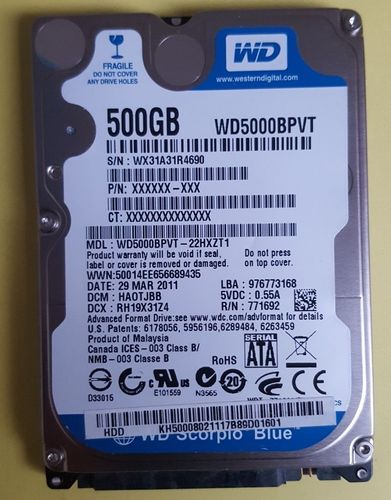 FRAGILE
DO NOT COVER
ANY DRIVE HOLES
WD
www.westerndigital.com
500GB WD5000BPVT
S/N : WX31A31R4690
P/N: XXXXXX-XXX
CT: XXXXXXXXXXXXXX
MDL : WD5000BPVT-22HXZT1
Product warranty will be void if seal, Do not press
label or cover is removed or damaged. on top cover.
WWN:50014EE656689435
DATE: 29 MAR 2011 LBA : 976773168
DCM : HAOTJBB 5VDC : 0.55A
DCX : RH19X31Z4 R/N : 771692
Advanced Format Drive:see www.wdc.com/advformat for details
U.S. Patents: 6178056, 5956196,6289484, 6263459
Product of Malaysia
Canada ICES-003 Class B/
NMB-003 Classe B
RoHS
SERIAL
ATA
D33015
E101559
N3565
20
CE
KH50008021117B89D01601
HDD
WD Scorpio Blue